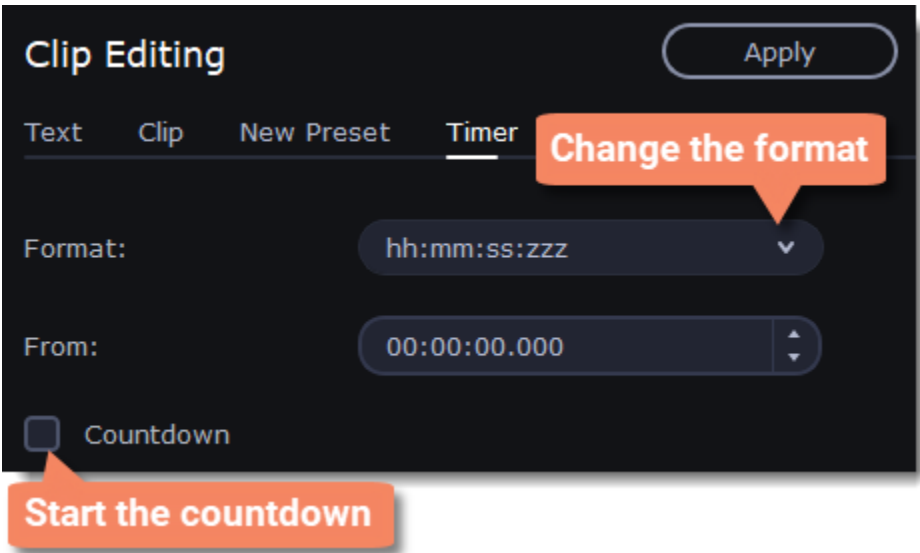 Clip Editing
Apply
Text Clip New Preset Timer
Change the format
Format: hh:mm:ss:zzz
From: 00:00:00.000
Countdown
Start the countdown